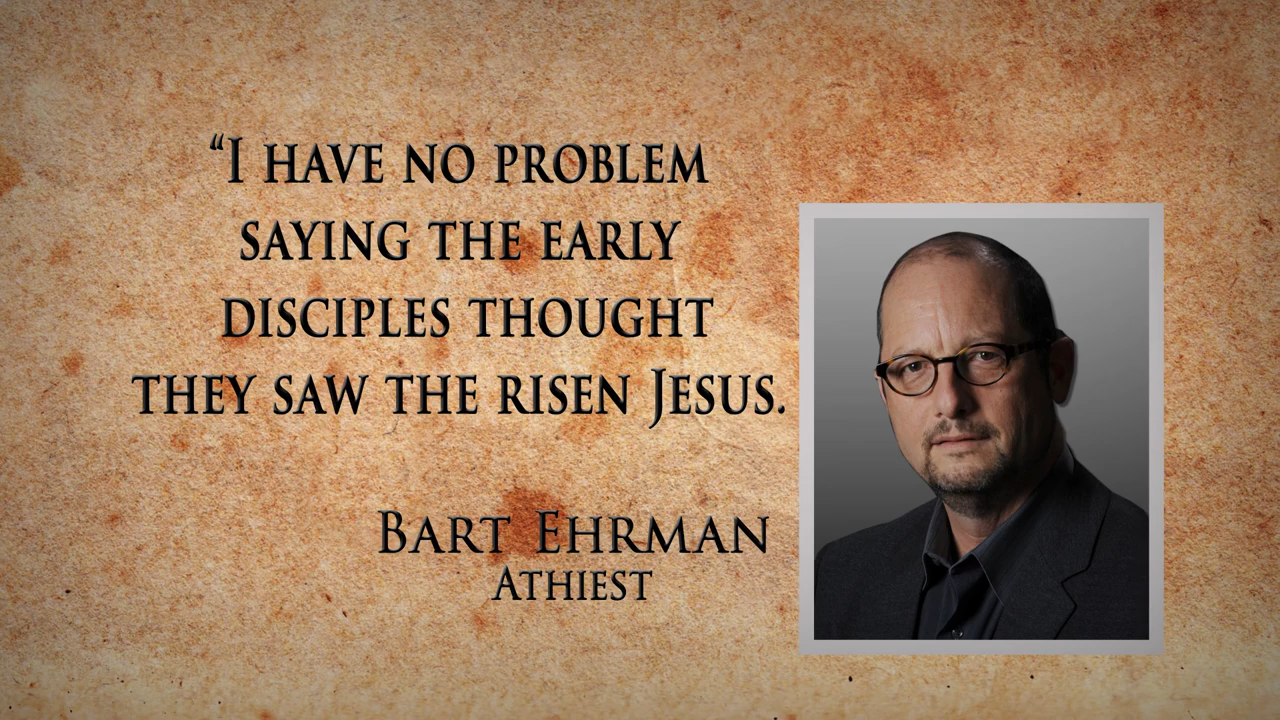 “I HAVE NO PROBLEM
SAYING THE EARLY
DISCIPLES THOUGHT
THEY SAW THE RISEN JESUS.
BART EHRMAN
ATHIEST